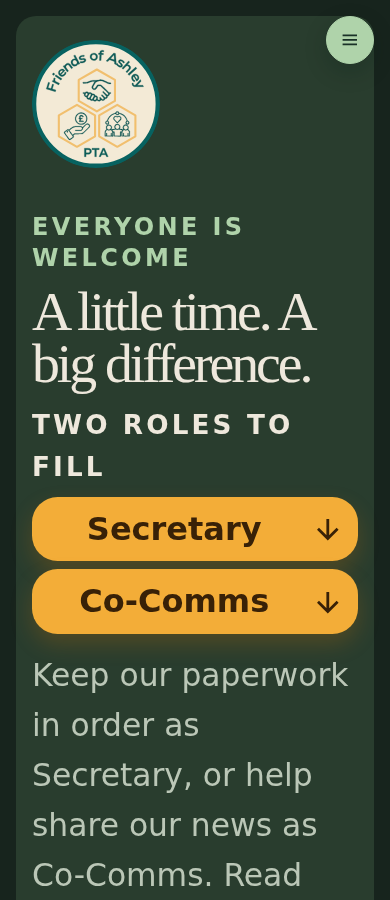 Friends of Ashley
£
PTA
EVERYONE IS
WELCOME
A little time. A
big difference.
TWO ROLES TO
FILL
Secretary ↓
Co-Comms ↓
Keep our paperwork
in order as
Secretary, or help
share our news as
Co-Comms. Read